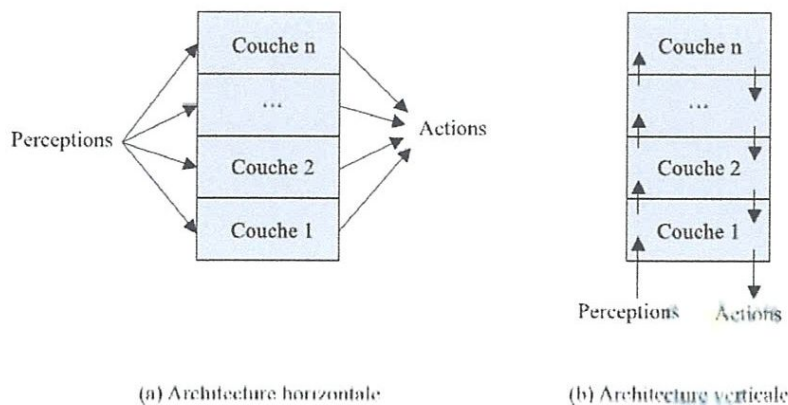 Couche n
...
Couche 2
Couche 1
Perceptions
Actions
Couche n
...
Couche 2
Couche 1
Perceptions Actions
(a) Architecture horizontale
(b) Architecture verticale